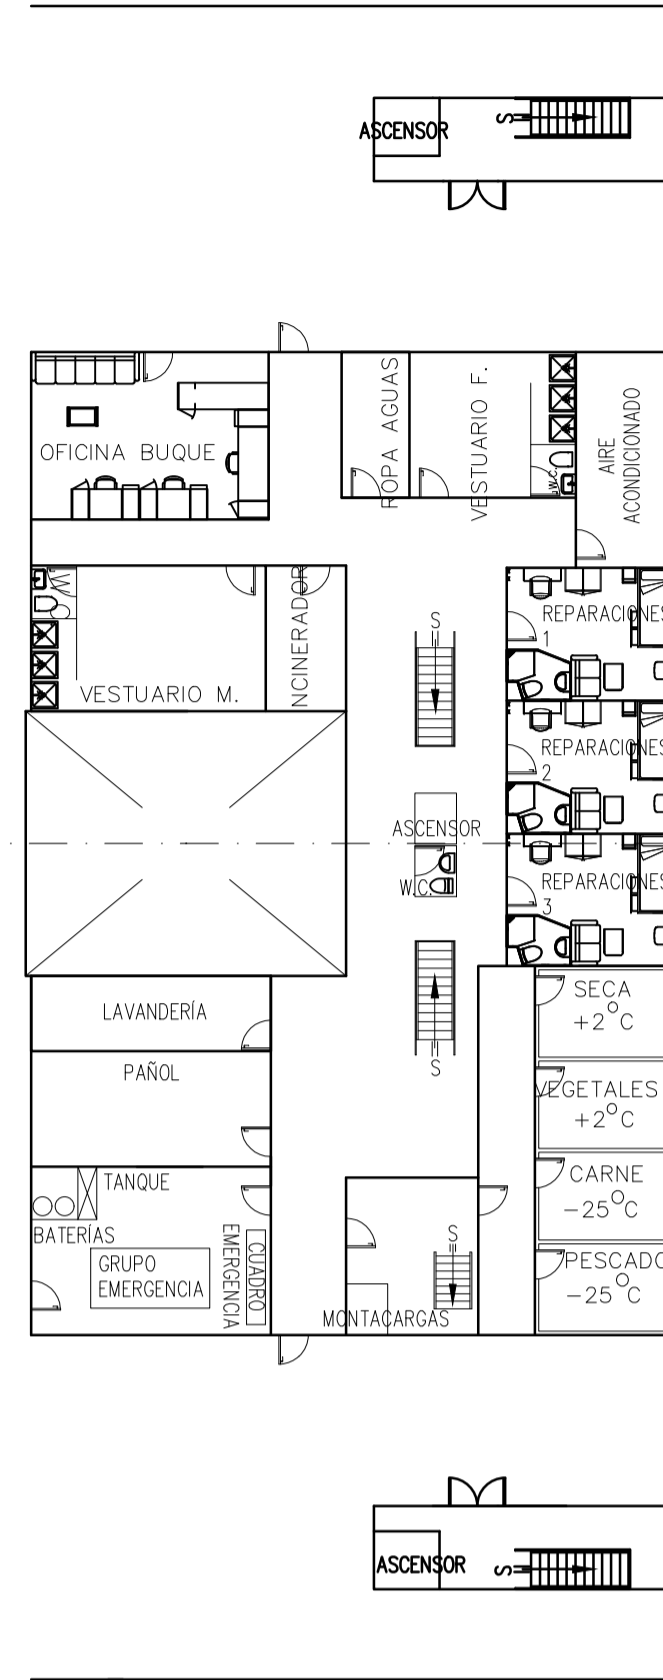 ASCENSOR
S
OFICINA BUQUE
ROPA AGUAS
VESTUARIO F.
W.C.
AIRE
ACONDICIONADO
W
VESTUARIO M.
NCINERADOR
S
REPARACIONES
1
REPARACIONES
2
ASCENSOR
W.C.
REPARACIONES
3
LAVANDERÍA
SECA
+2°C
S
PAÑOL
VEGETALES
+2°C
TANQUE
BATERÍAS
GRUPO
EMERGENCIA
CUADRO
EMERGENCIA
CARNE
-25°C
S
MONTACARGAS
PESCADO
-25°C
ASCENSOR
S